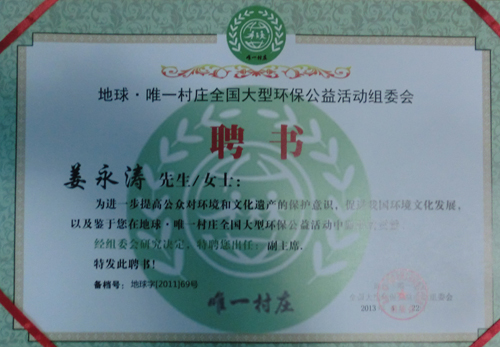 唯一村庄
地球·唯一村庄全国大型环保公益活动组委会
聘书
姜永涛 先生/女士:
为进一步提高公众对环境和文化遗产的保护意识,促进我国环境文化发展,
以及鉴于您在地球·唯一村庄全国大型环保公益活动中
经组委会研究决定,特聘您出任:副主席.
特发此聘书!
备档号: 地球字[2011]69号
唯一村庄
组委会
2013